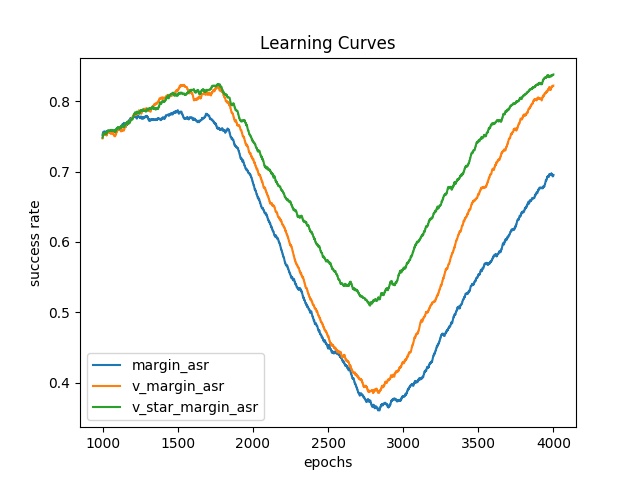 Learning Curves
success rate
0.8
0.7
0.6
0.5
0.4
margin_asr
v_margin_asr
v_star_margin_asr
1000 1500 2000 2500 3000 3500 4000
epochs